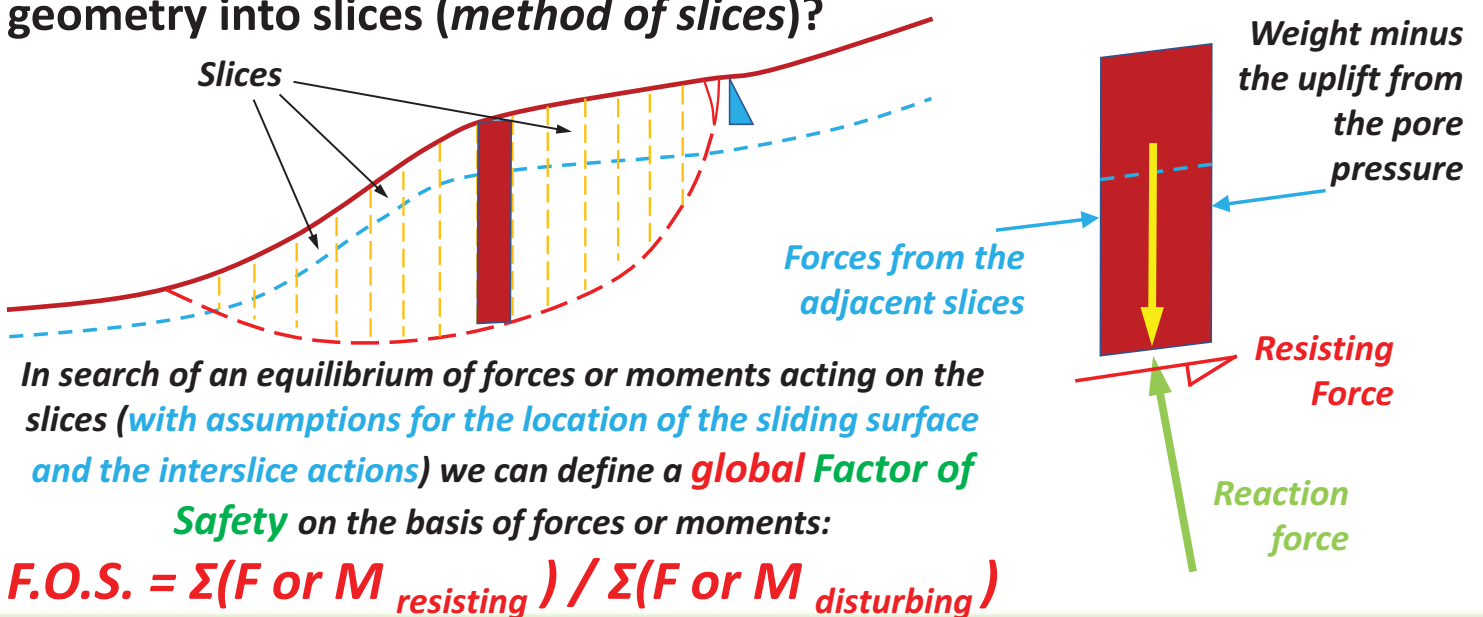 geometry into slices (method of slices)?
Slices
Weight minus
the uplift from
the pore
pressure
Forces from the
adjacent slices
Resisting
Force
Reaction
force
In search of an equilibrium of forces or moments acting on the
slices (with assumptions for the location of the sliding surface
and the interslice actions) we can define a global Factor of
Safety on the basis of forces or moments:
F.O.S. = Σ(F or M resisting ) / Σ(F or M disturbing )